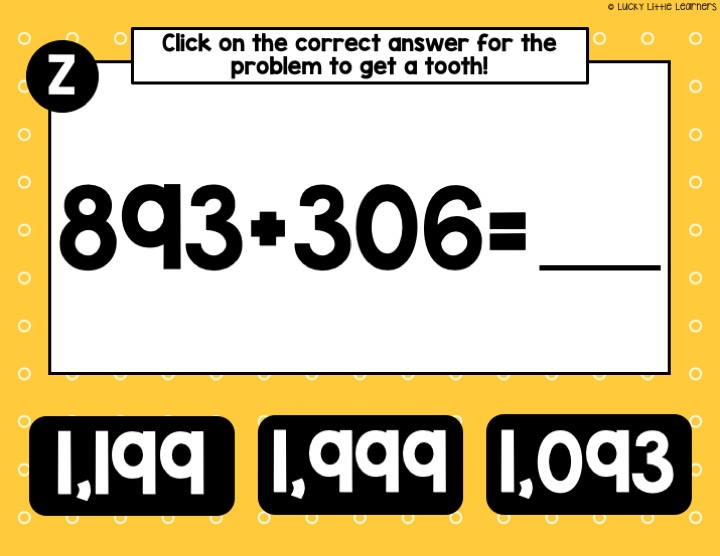 © Lucky Little Learners
Click on the correct answer for the
problem to get a tooth!
Z
893+306=___
1,199
1,999
1,093